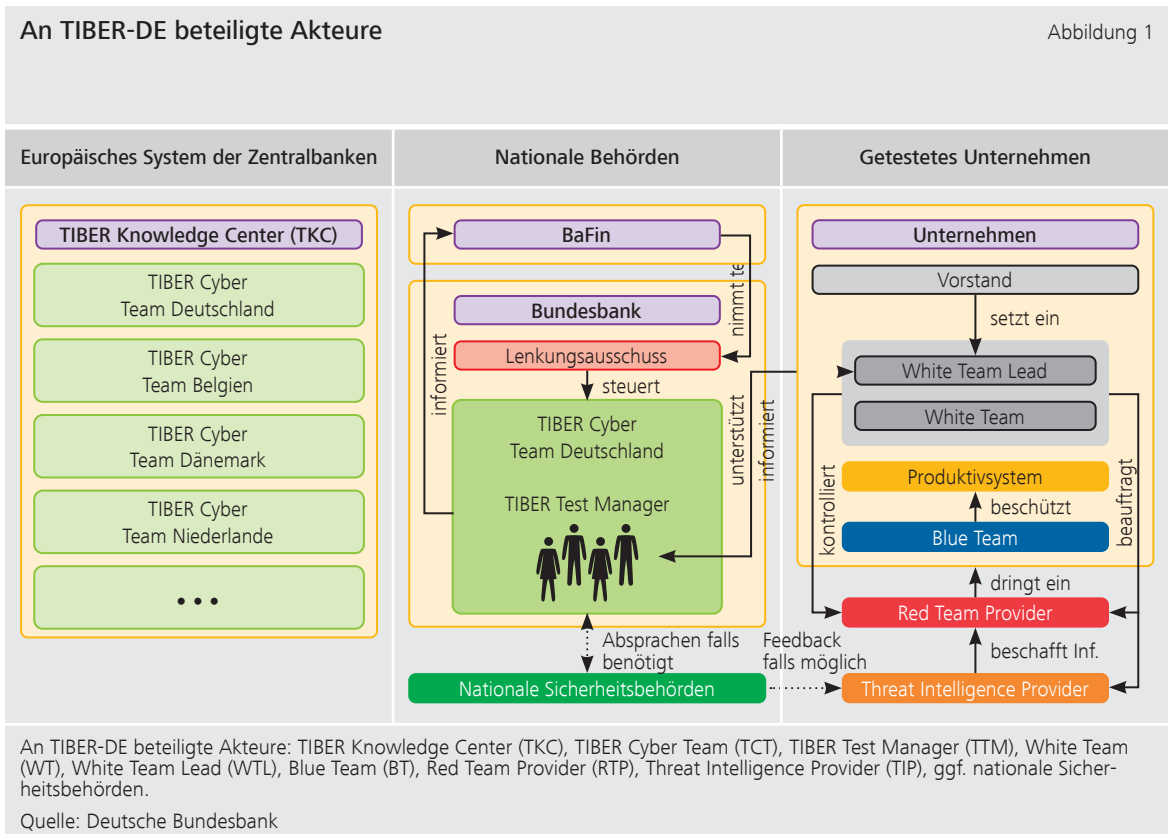 An TIBER-DE beteiligte Akteure
Abbildung 1
Europäisches System der Zentralbanken
Nationale Behörden
Getestetes Unternehmen
TIBER Knowledge Center (TKC)
TIBER Cyber
Team Deutschland
TIBER Cyber
Team Belgien
TIBER Cyber
Team Dänemark
TIBER Cyber
Team Niederlande
...
BaFin
nimmt te
Bundesbank
Lenkungsausschuss
steuert
informiert
TIBER Cyber
Team Deutschland
TIBER Test Manager
unterstützt
informiert
Absprachen falls
benötigt
Nationale Sicherheitsbehörden
Feedback
falls möglich
Unternehmen
Vorstand
setzt ein
White Team Lead
White Team
Produktivsystem
beschützt
Blue Team
kontrolliert
beauftragt
dringt ein
Red Team Provider
beschafft Inf.
Threat Intelligence Provider
An TIBER-DE beteiligte Akteure: TIBER Knowledge Center (TKC), TIBER Cyber Team (TCT), TIBER Test Manager (TTM), White Team
(WT), White Team Lead (WTL), Blue Team (BT), Red Team Provider (RTP), Threat Intelligence Provider (TIP), ggf. nationale Sicher-
heitsbehörden.
Quelle: Deutsche Bundesbank